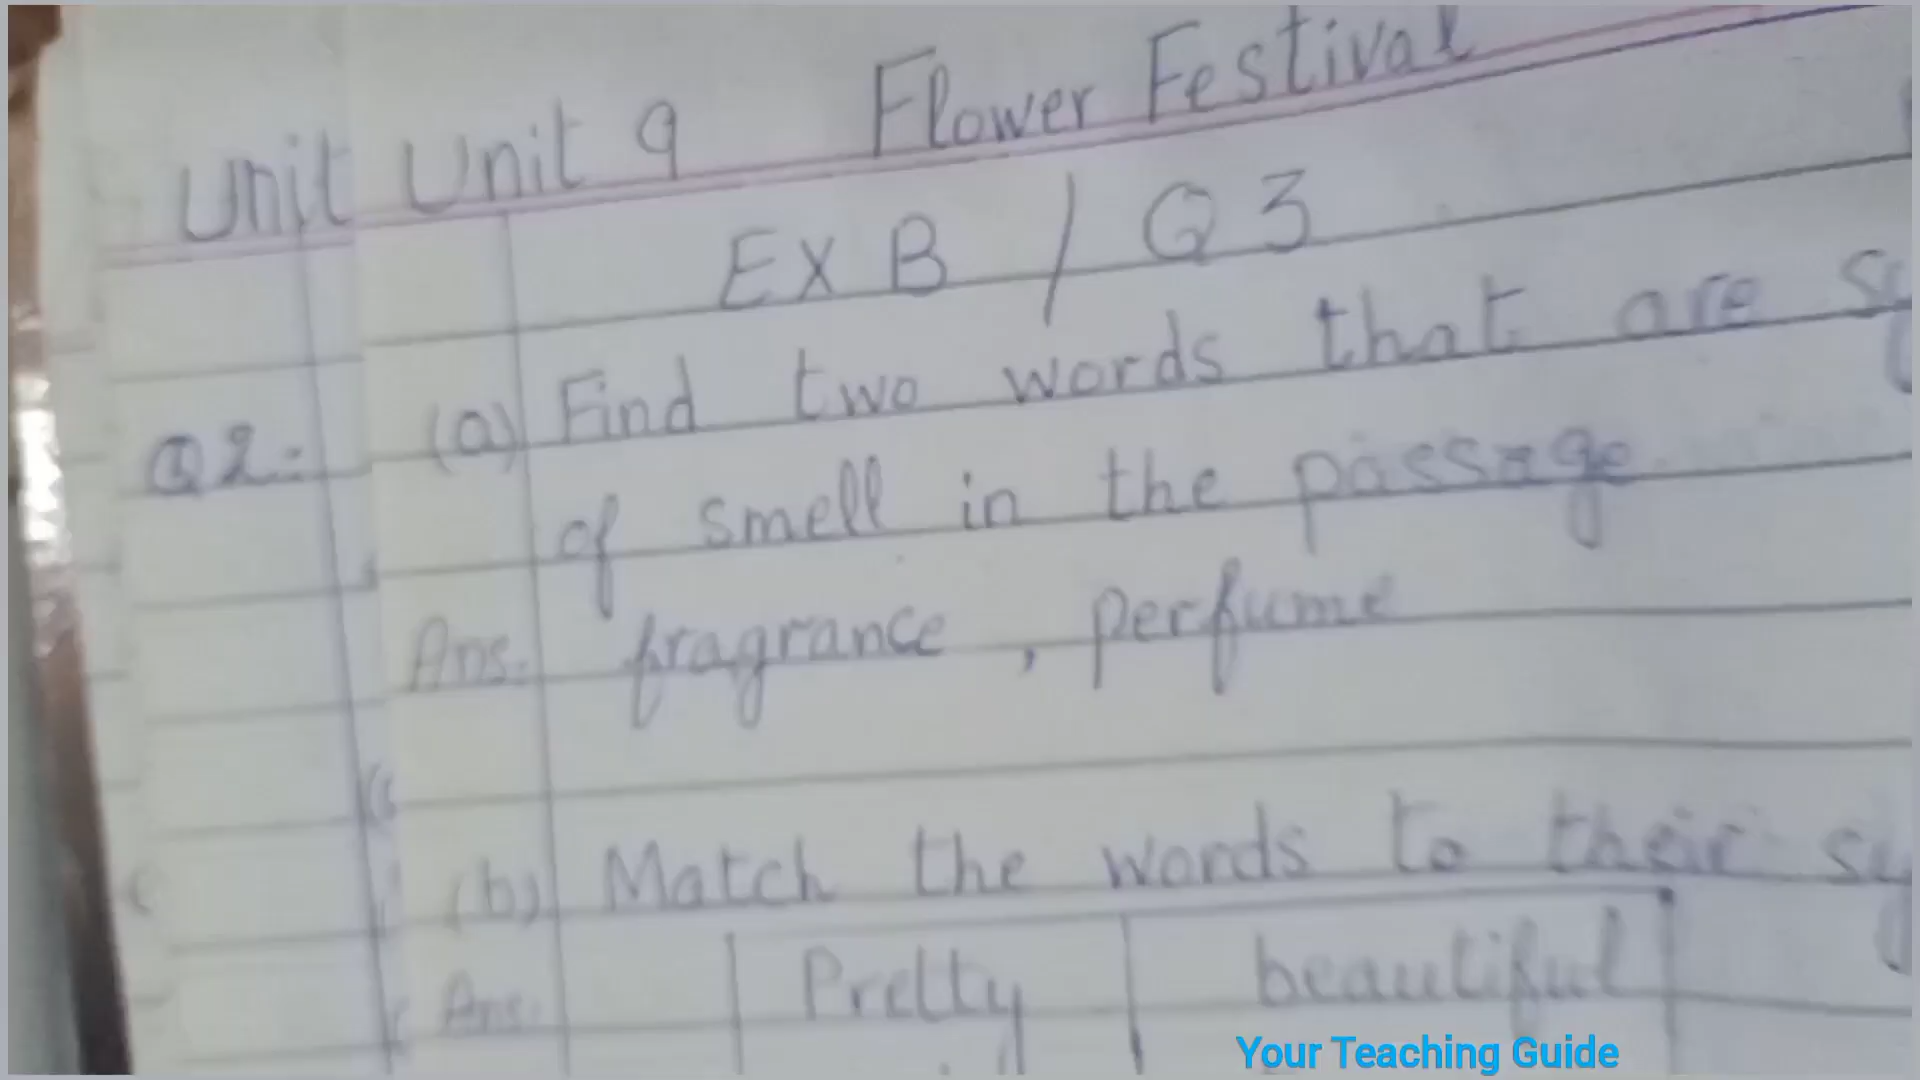 Unit Unit 9 Flower Festival
Ex B / Q 3
Q2: (a) Find two words that are
of smell in the passage
Ans. fragrance, perfume
(b) Match the words to their
Ans. Pretty beautiful
Your Teaching Guide